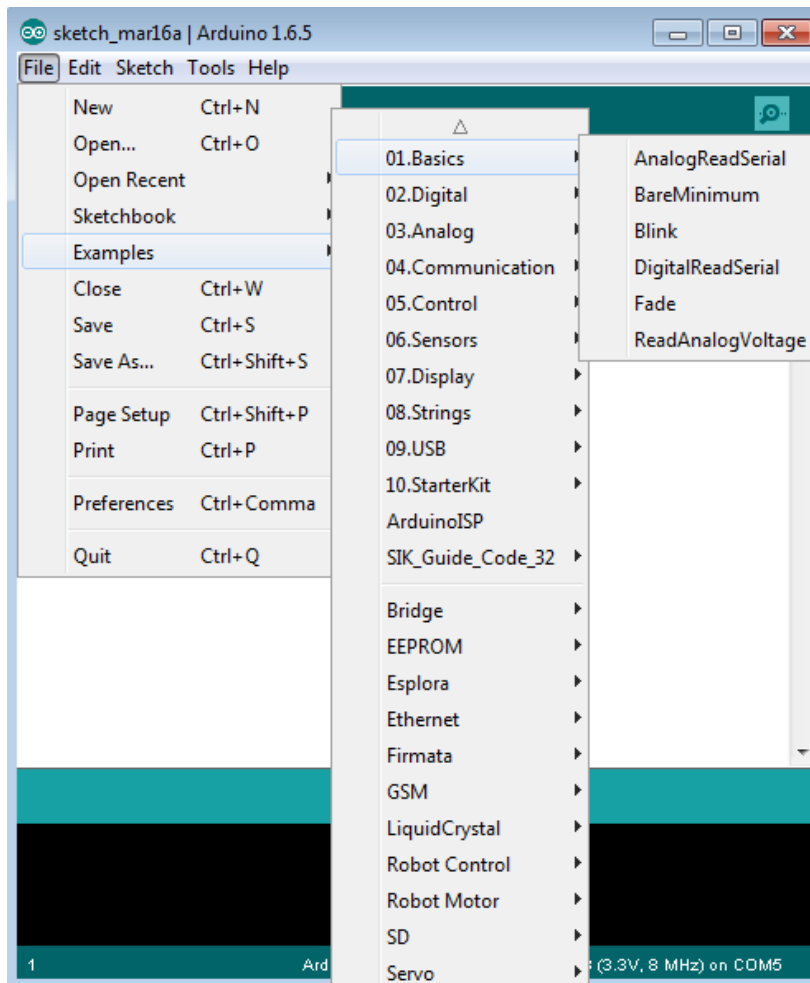 sketch_mar16a | Arduino 1.6.5
File Edit Sketch Tools Help
New Ctrl+N
Open... Ctrl+O
Open Recent
Sketchbook
Examples
Close Ctrl+W
Save Ctrl+S
Save As... Ctrl+Shift+S
Page Setup Ctrl+Shift+P
Print Ctrl+P
Preferences Ctrl+Comma
Quit Ctrl+Q
01.Basics
02.Digital
03.Analog
04.Communication
05.Control
06.Sensors
07.Display
08.Strings
09.USB
10.StarterKit
ArduinoISP
SIK_Guide_Code_32
Bridge
EEPROM
Esplora
Ethernet
Firmata
GSM
LiquidCrystal
Robot Control
Robot Motor
SD
Servo
AnalogReadSerial
BareMinimum
Blink
DigitalReadSerial
Fade
ReadAnalogVoltage
1 Ard (3.3V, 8 MHz) on COM5